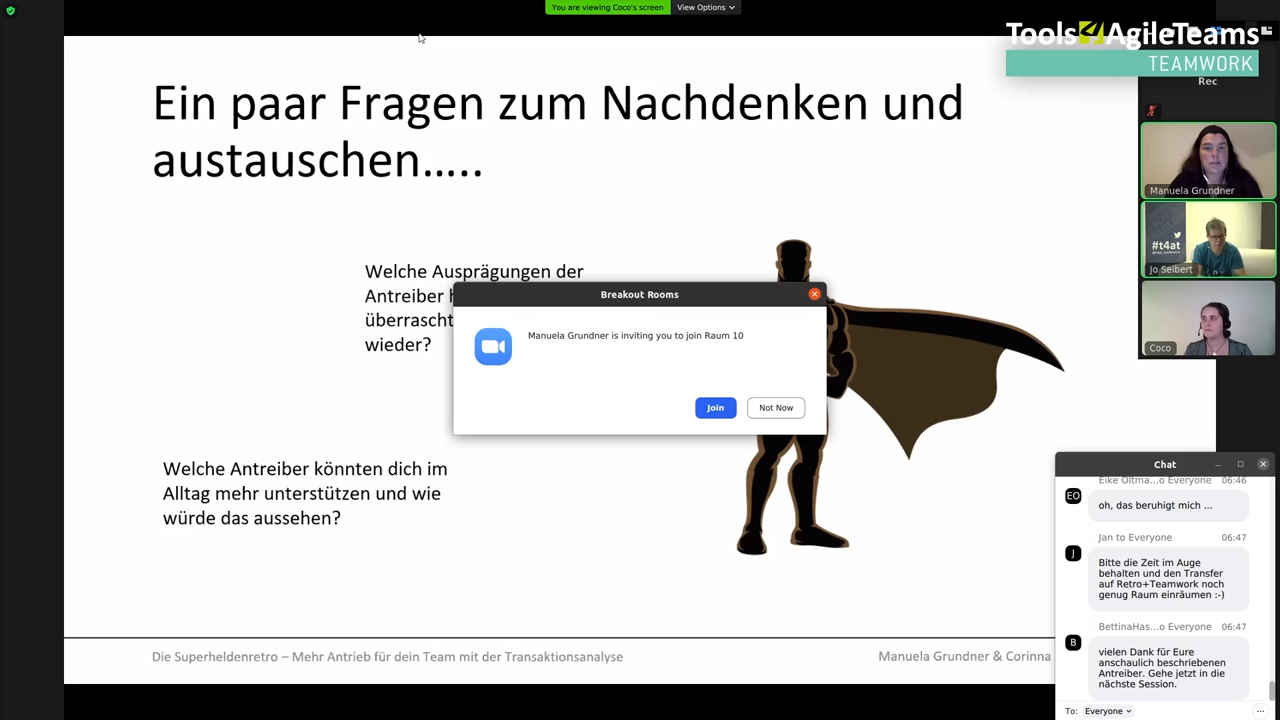 You are viewing Coco's screen
View Options
Tools4AgileTeams
TEAMWORK
Rec
Ein paar Fragen zum Nachdenken und
austauschen…..
Manuela Grundner
#t4at
Jo Seibert
Coco
Welche Ausprägungen der
Antreiber
überrascht
wieder?
Breakout Rooms
Manuela Grundner is inviting you to join Raum 10
Join
Not Now
Welche Antreiber könnten dich im
Alltag mehr unterstützen und wie
würde das aussehen?
Die Superheldenretro – Mehr Antrieb für dein Team mit der Transaktionsanalyse
Manuela Grundner & Corinna
Chat
Eike Oltma...o Everyone 06:46
EO
oh, das beruhigt mich ...
Jan to Everyone 06:47
J
Bitte die Zeit im Auge
behalten und den Transfer
auf Retro+Teamwork noch
genug Raum einräumen :-)
BettinaHas...o Everyone 06:47
B
vielen Dank für Eure
anschaulich beschriebenen
Antreiber. Gehe jetzt in die
nächste Session.
To: Everyone